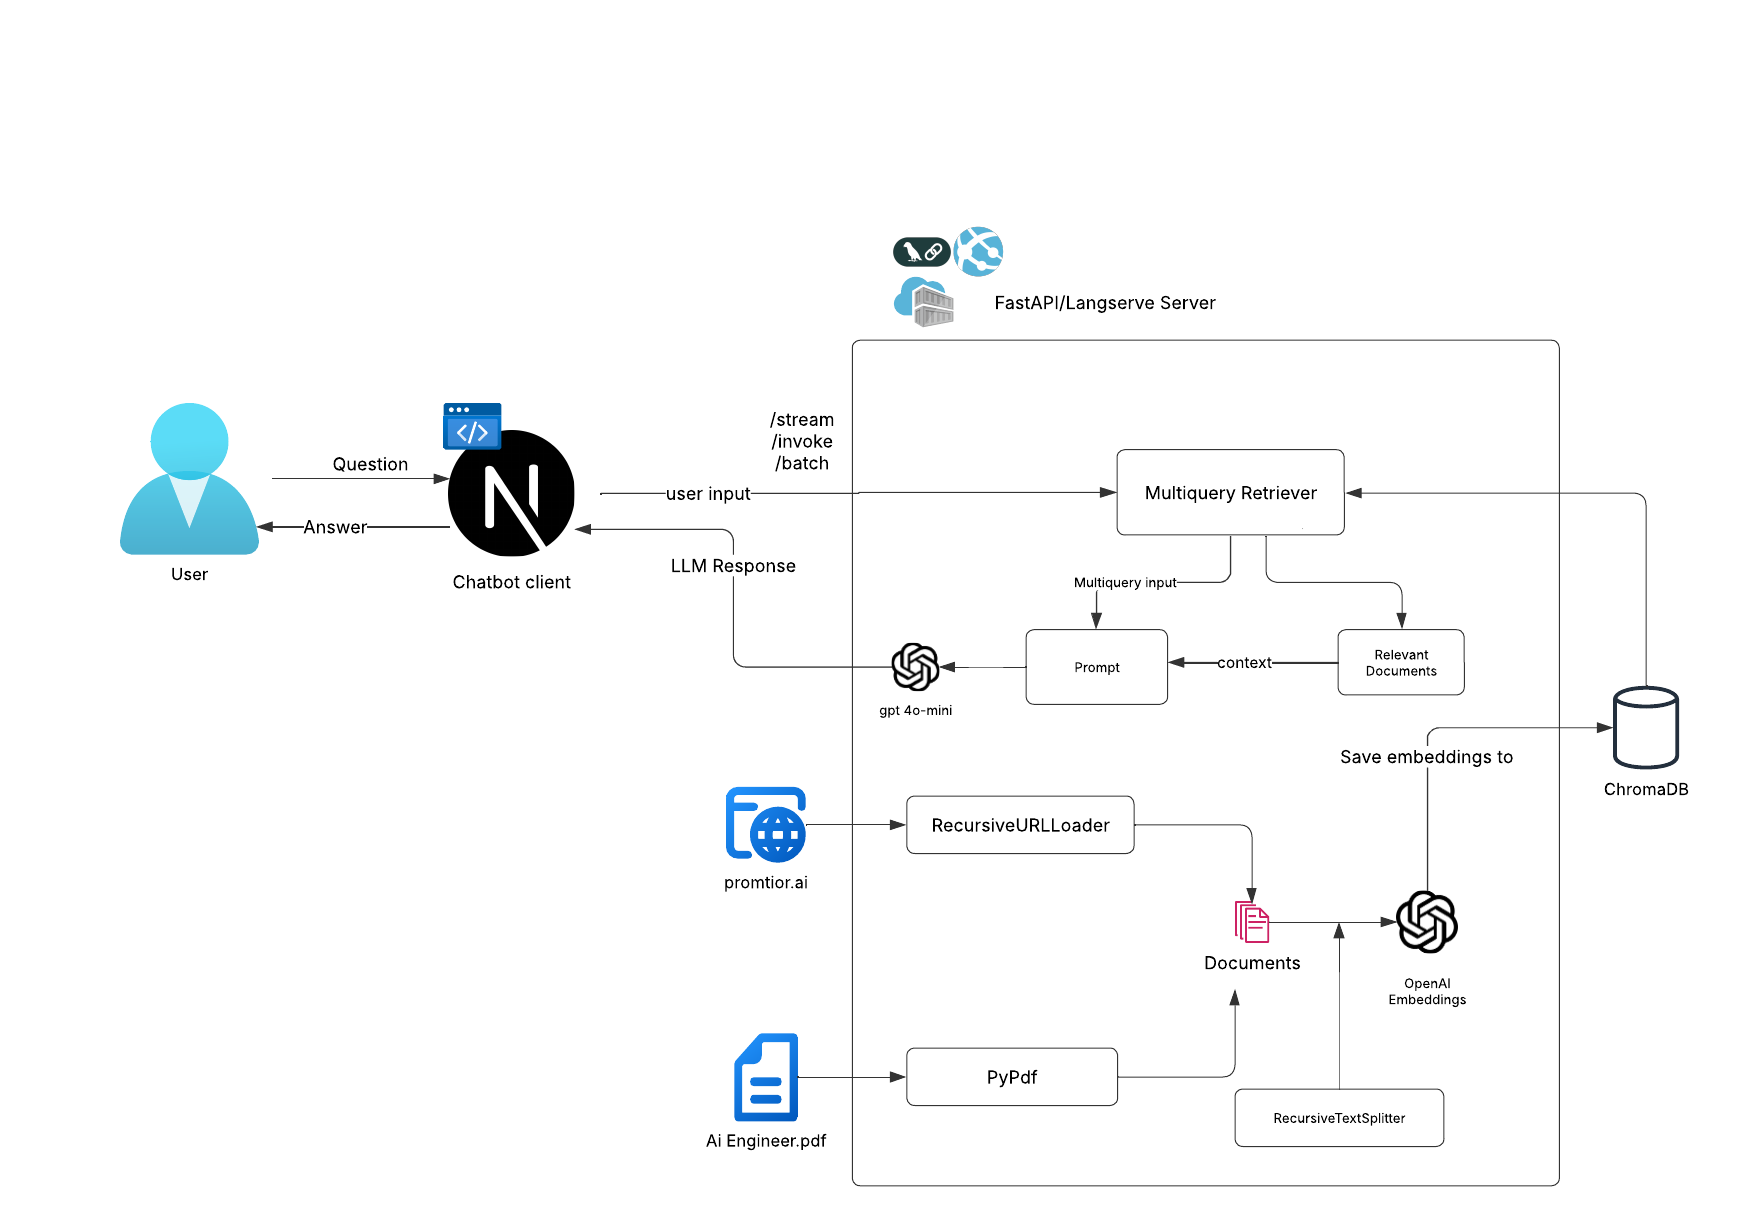 FastAPI/Langserve Server
/stream
/invoke
/batch
Question
user input
Multiquery Retriever
Answer
User
Chatbot client
LLM Response
Multiquery input
Prompt
context
Relevant
Documents
gpt 4o-mini
Save embeddings to
ChromaDB
RecursiveURLLoader
promtior.ai
Documents
OpenAI
Embeddings
PyPdf
RecursiveTextSplitter
Ai Engineer.pdf